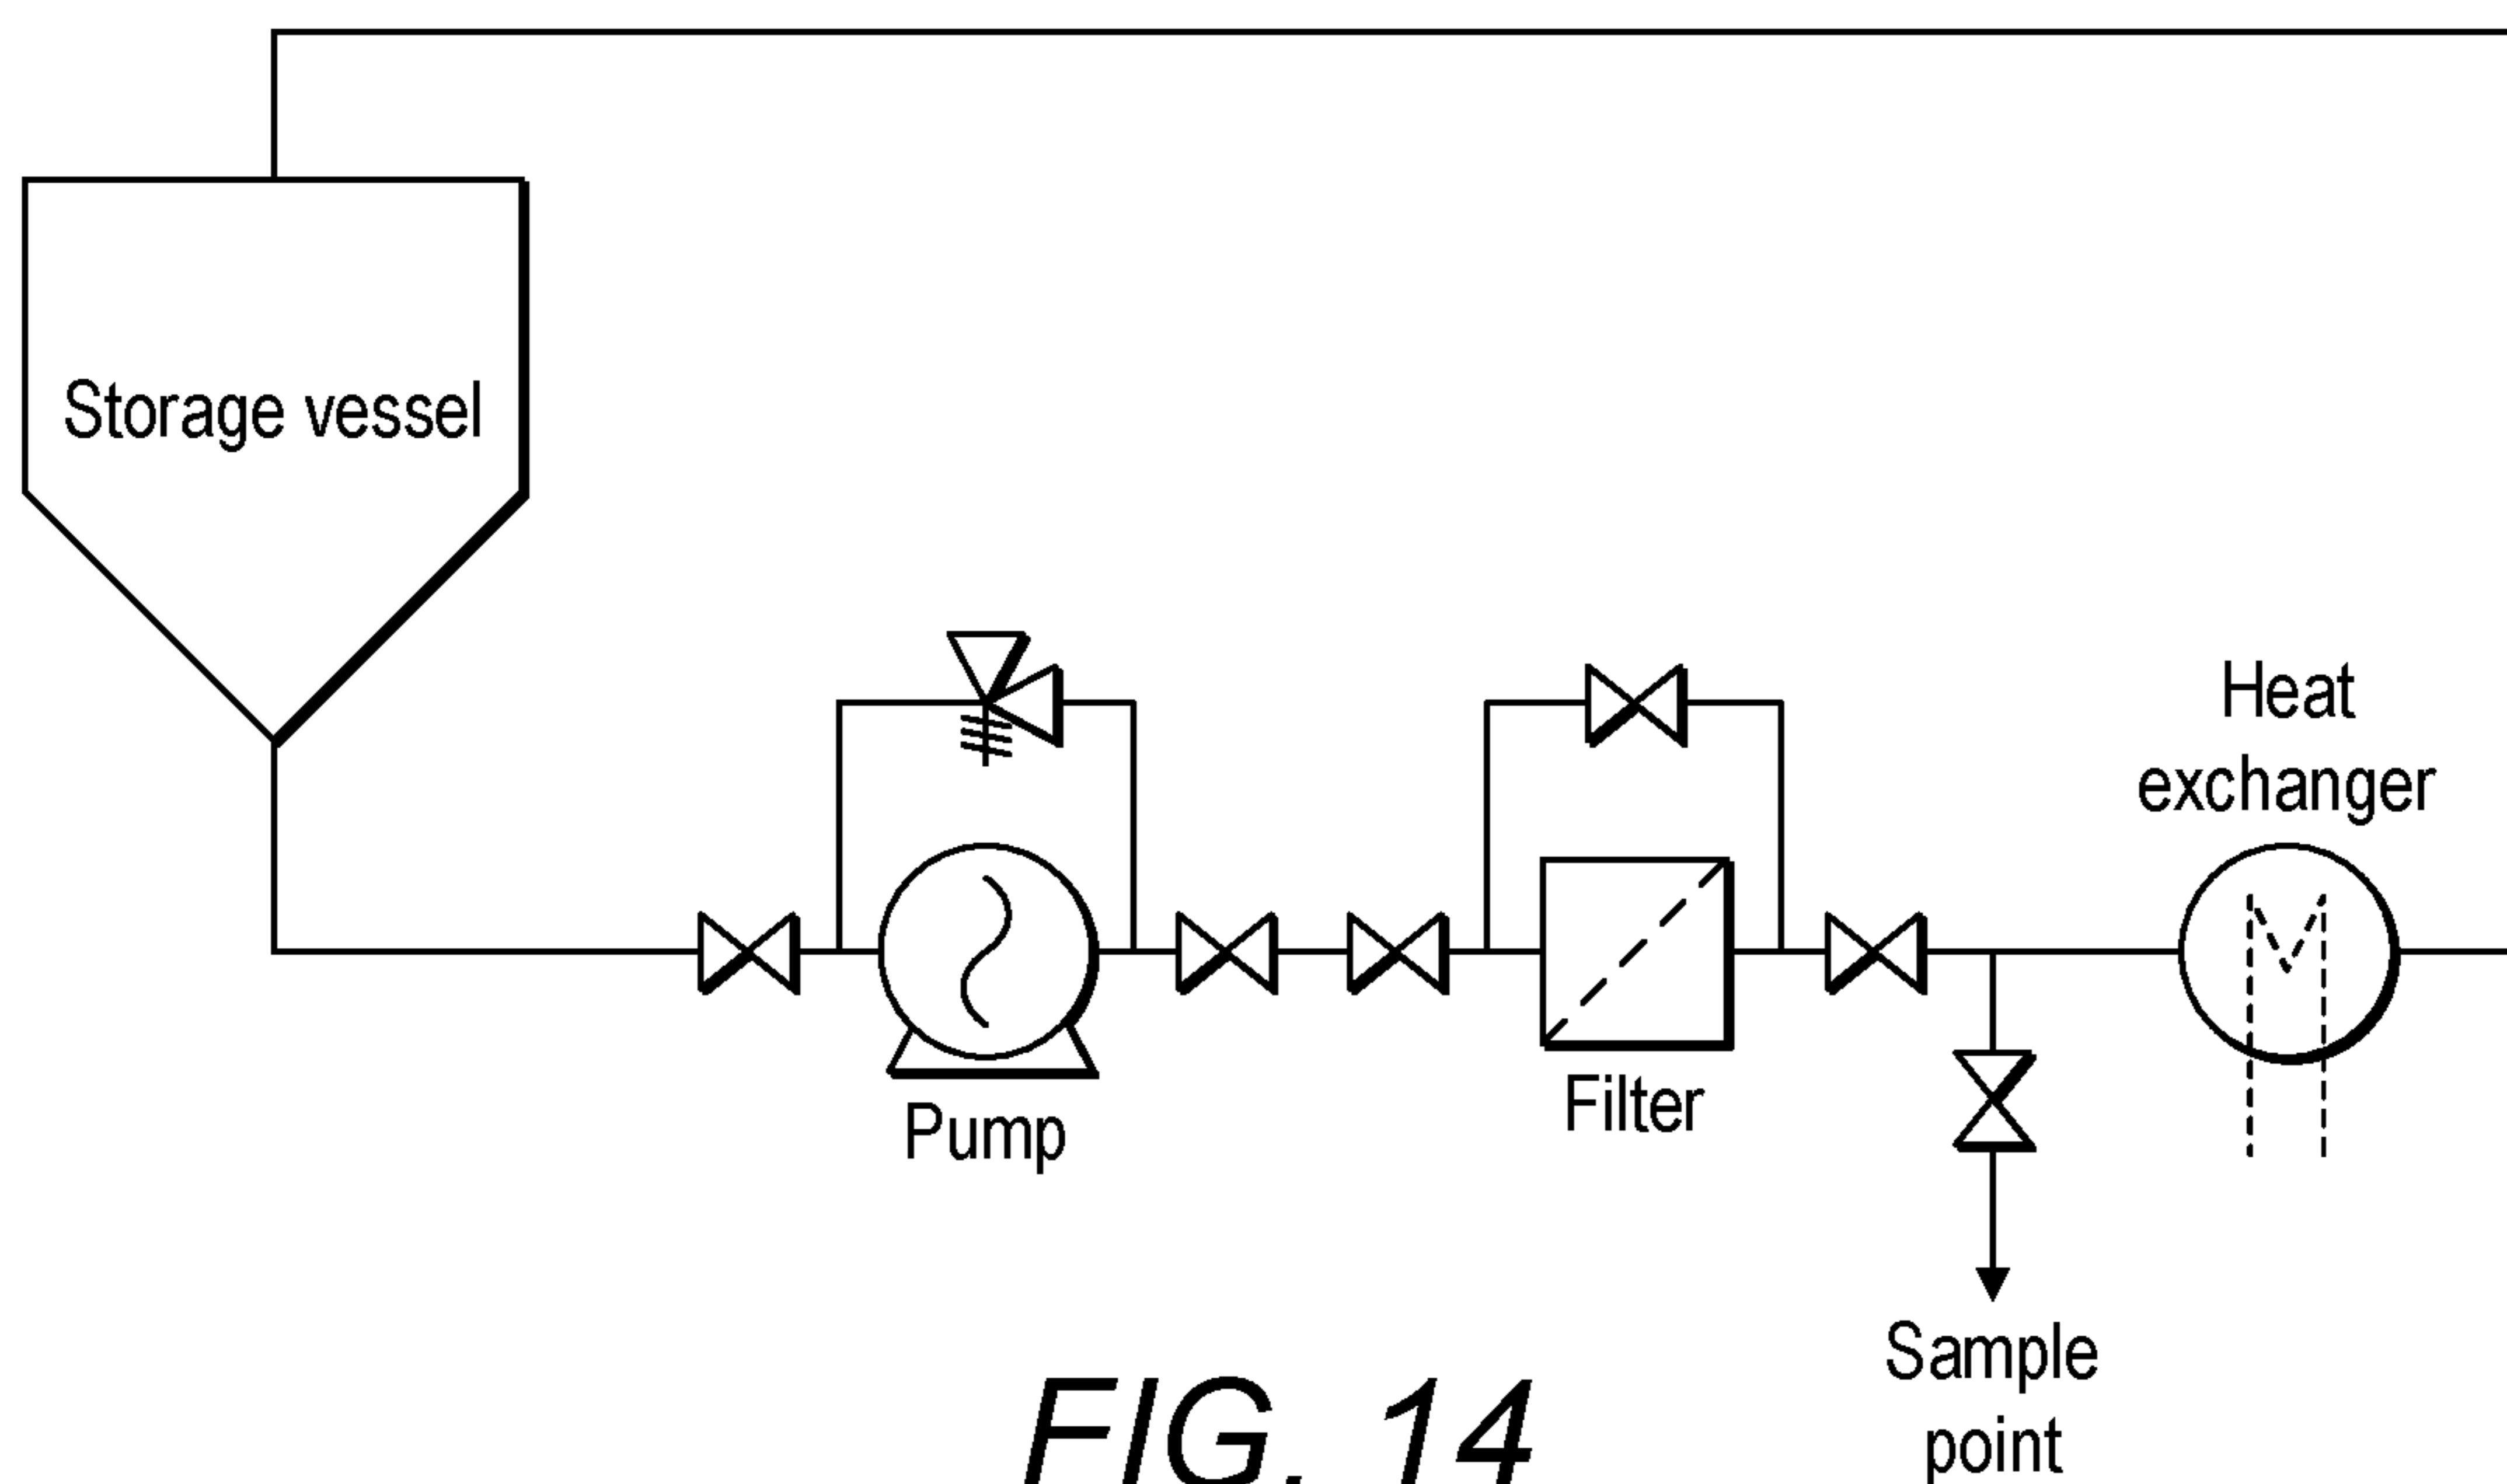 Storage vessel
Heat
exchanger
Pump
Filter
Sample
point
FIG. 14